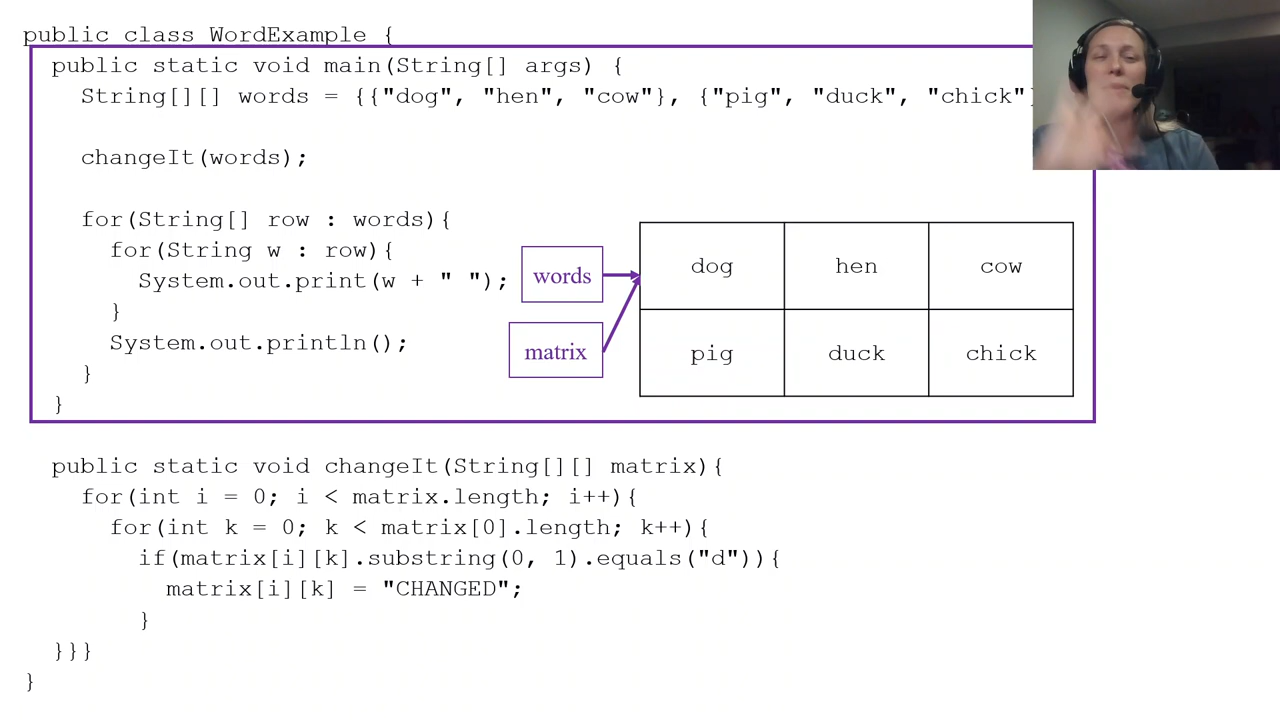 public class WordExample {
public static void main(String[] args) {
String[][] words = {{"dog", "hen", "cow"}, {"pig", "duck", "chick"
changeIt(words);
for(String[] row : words){
for(String w : row){
System.out.print(w + " ");
}
System.out.println();
}
}
words
matrix
dog hen cow
pig duck chick
public static void changeIt(String[][] matrix){
for(int i = 0; i < matrix.length; i++){
for(int k = 0; k < matrix[0].length; k++){
if(matrix[i][k].substring(0, 1).equals("d")){
matrix[i][k] = "CHANGED";
}
}}}
}